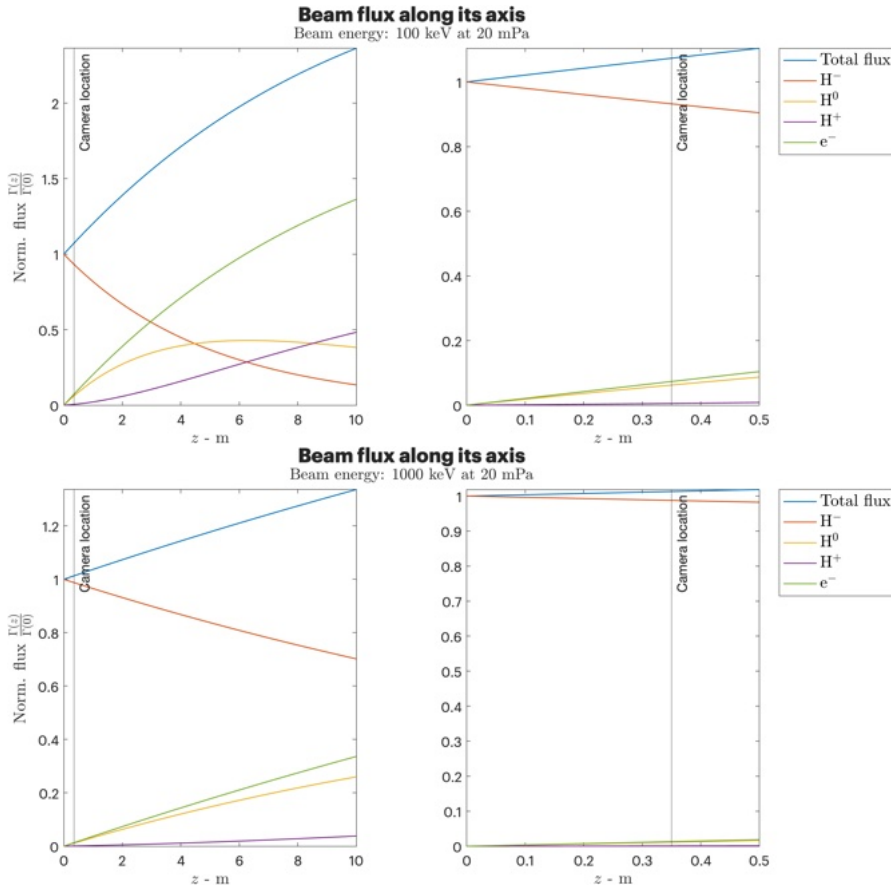 Beam flux along its axis
Beam energy: 100 keV at 20 mPa
Norm. flux Γ(z)/Γ(0)
2
1.5
1
0.5
0
Camera location
0 2 4 6 8 10
z - m
1
0.8
0.6
0.4
0.2
0
Camera location
0 0.1 0.2 0.3 0.4 0.5
z - m
Total flux
H⁻
H⁰
H⁺
e⁻
Beam flux along its axis
Beam energy: 1000 keV at 20 mPa
Norm. flux Γ(z)/Γ(0)
1.2
1
0.8
0.6
0.4
0.2
0
Camera location
0 2 4 6 8 10
z - m
1
0.9
0.8
0.7
0.6
0.5
0.4
0.3
0.2
0.1
0
Camera location
0 0.1 0.2 0.3 0.4 0.5
z - m
Total flux
H⁻
H⁰
H⁺
e⁻